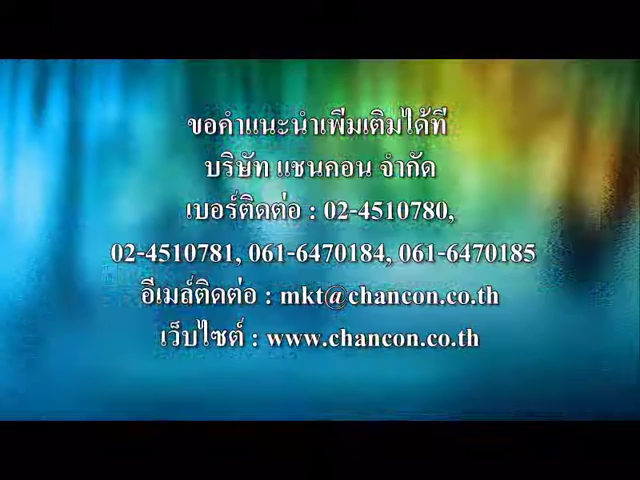 ขอคำแนะนำเพิ่มเติมได้ที่
บริษัท แชนคอน จำกัด
เบอร์ติดต่อ : 02-4510780,
02-4510781, 061-6470184, 061-6470185
อีเมล์ติดต่อ : mkt@chancon.co.th
เว็บไซต์ : www.chancon.co.th